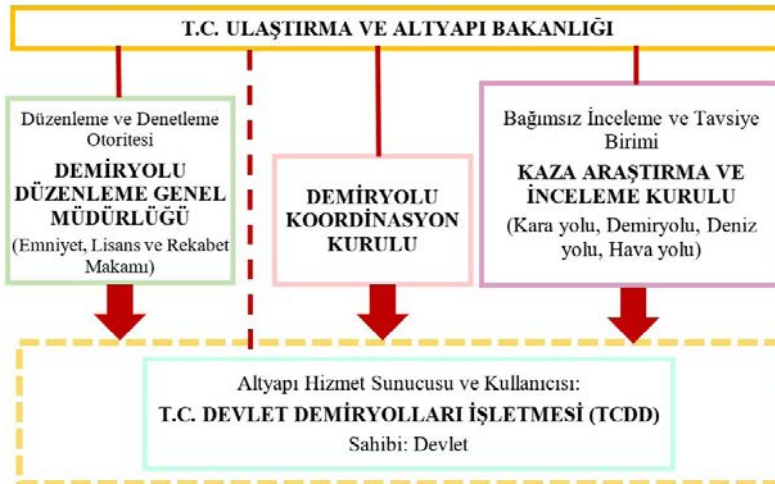 T.C. ULAŞTIRMA VE ALTYAPI BAKANLIĞI
Düzenleme ve Denetleme
Otoritesi
DEMİRYOLU
DÜZENLEME GENEL
MÜDÜRLÜĞÜ
(Emniyet, Lisans ve Rekabet
Makamı)
DEMİRYOLU
KOORDİNASYON
KURULU
Bağımsız İnceleme ve Tavsiye
Birimi
KAZA ARAŞTIRMA VE
İNCELEME KURULU
(Kara yolu, Demiryolu, Deniz
yolu, Hava yolu)
Altyapı Hizmet Sunucusu ve Kullanıcısı:
T.C. DEVLET DEMİRYOLLARI İŞLETMESİ (TCDD)
Sahibi: Devlet